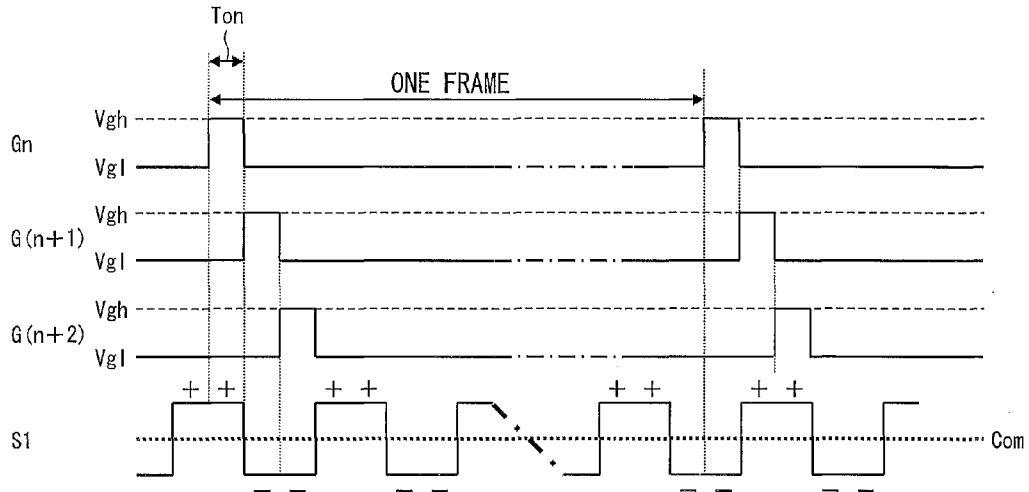 Ton
ONE FRAME
Gn
Vgh
Vgl
G(n+1)
Vgh
Vgl
G(n+2)
Vgh
Vgl
+ + + + + + + +
S1
Com
− − − − − − − −